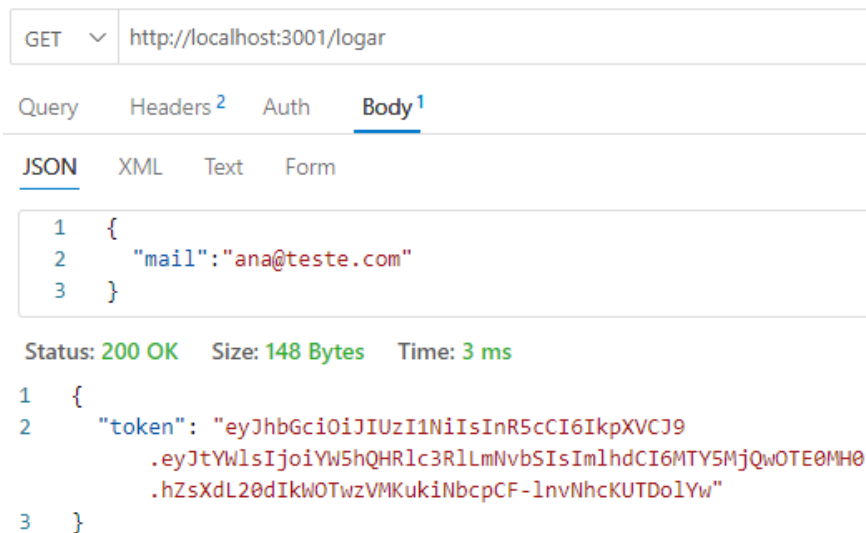 GET http://localhost:3001/logar
Query Headers 2 Auth Body 1
JSON XML Text Form
1 {
2 "mail":"ana@teste.com"
3 }
Status: 200 OK Size: 148 Bytes Time: 3 ms
1 {
2 "token": "eyJhbGciOiJIUzI1NiIsInR5cCI6IkpXVCJ9
.eyJtYWlsIjoiYW5hQHRlc3RlLmNvbSIsImlhdCI6MTY5MjQwOTE0MH0
.hZsXdL20dIkWOTwzVMKukiNbcpCF-lnvNhcKUTDolYw"
3 }